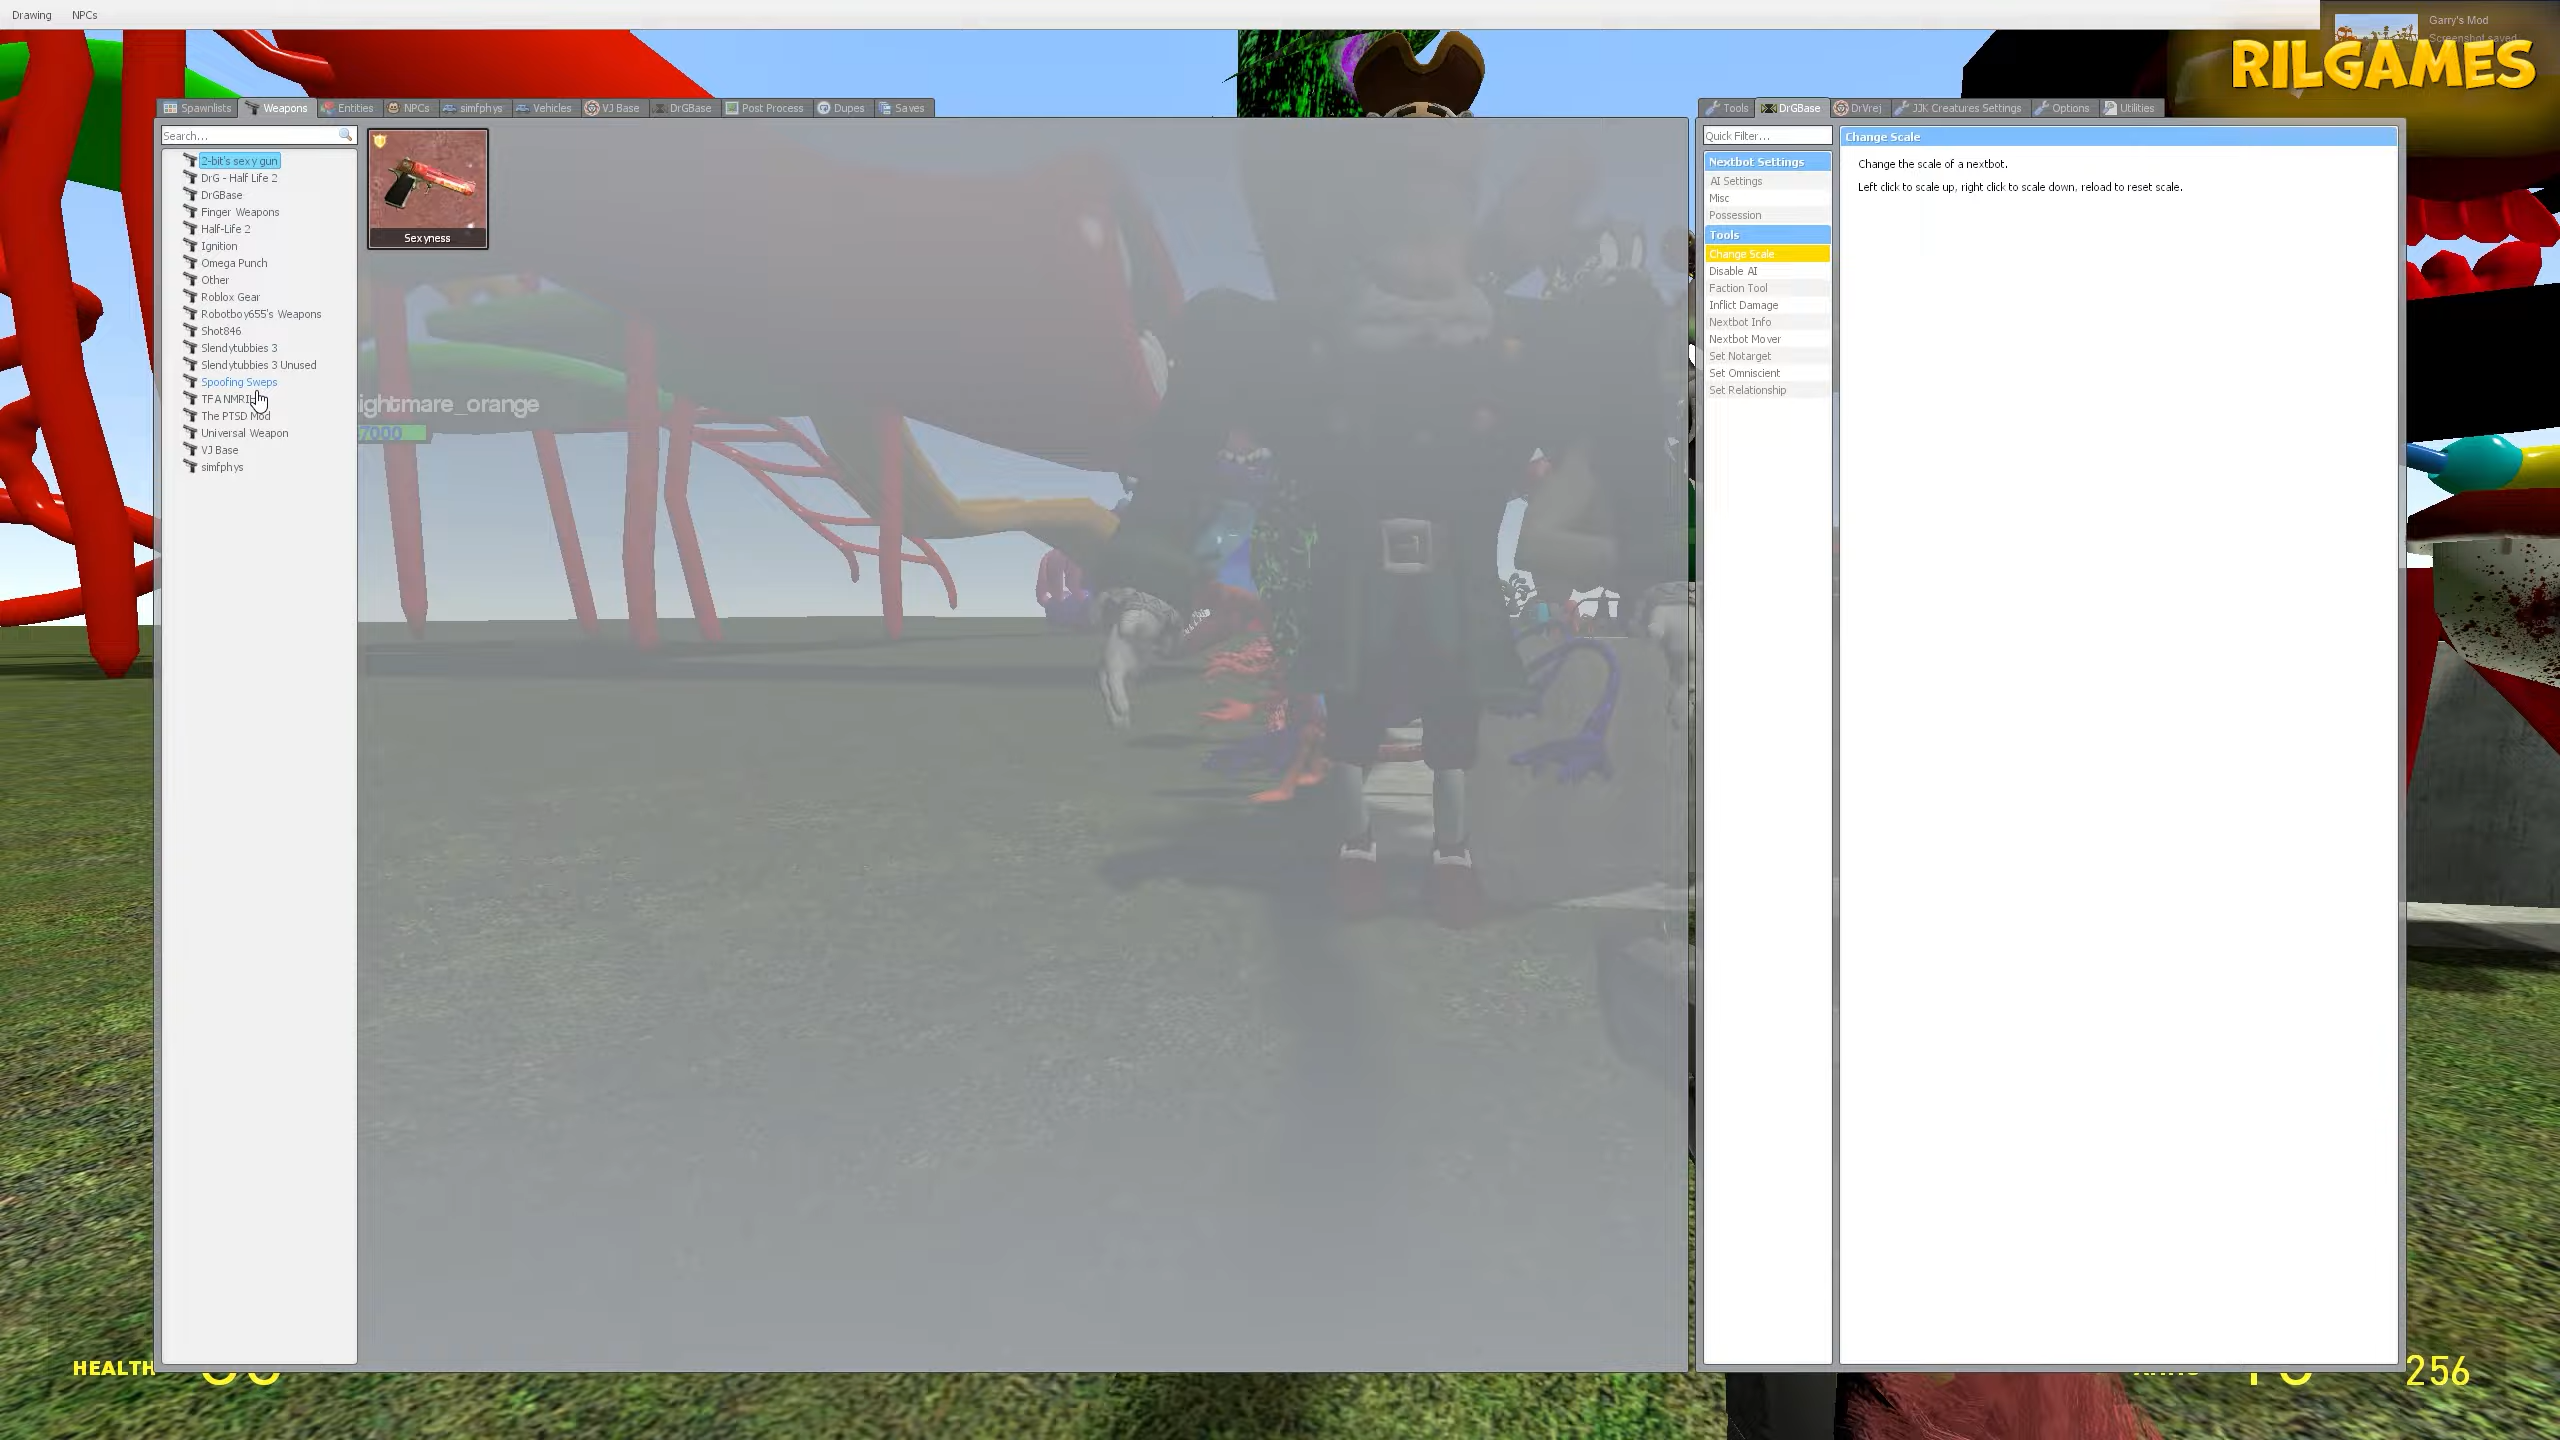 Drawing NPCs
Garry's Mod
Screenshot saved
RILGAMES
Spawnlists Weapons Entities NPCs simfphys Vehicles VJ Base DrGBase Post Process Dupes Saves
Search...
2-bit's sexy gun
DrG - Half Life 2
DrGBase
Finger Weapons
Half-Life 2
Ignition
Omega Punch
Other
Roblox Gear
Robotboy655's Weapons
Shot846
Slendytubbies 3
Slendytubbies 3 Unused
Spoofing Sweps
The PTSD Mod
Universal Weapon
VJ Base
simfphys
Sexyness
ightmare_orange
7000
Tools DrGBase DrVrej JJK Creatures Settings Options Utilities
Quick Filter...
Nextbot Settings
AI Settings
Misc
Possession
Tools
Change Scale
Disable AI
Faction Tool
Inflict Damage
Nextbot Info
Nextbot Mover
Set Notarget
Set Omniscient
Set Relationship
Change Scale
Change the scale of a nextbot.
Left click to scale up, right click to scale down, reload to reset scale.
HEALTH
256